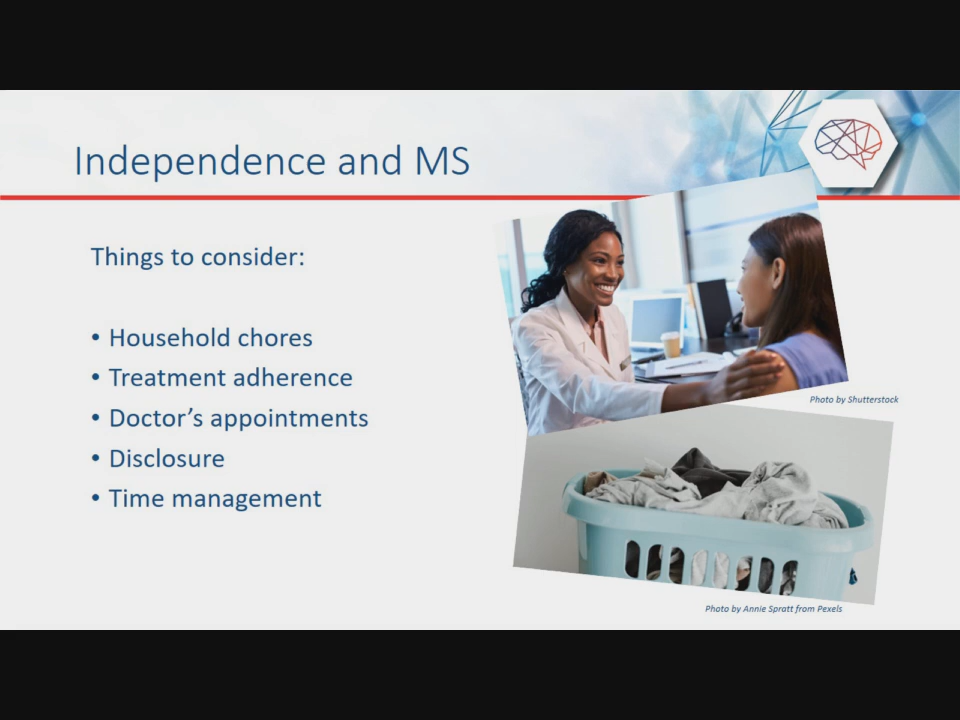 Independence and MS
Things to consider:
• Household chores
• Treatment adherence
• Doctor’s appointments
• Disclosure
• Time management
Photo by Shutterstock
Photo by Annie Spratt from Pexels